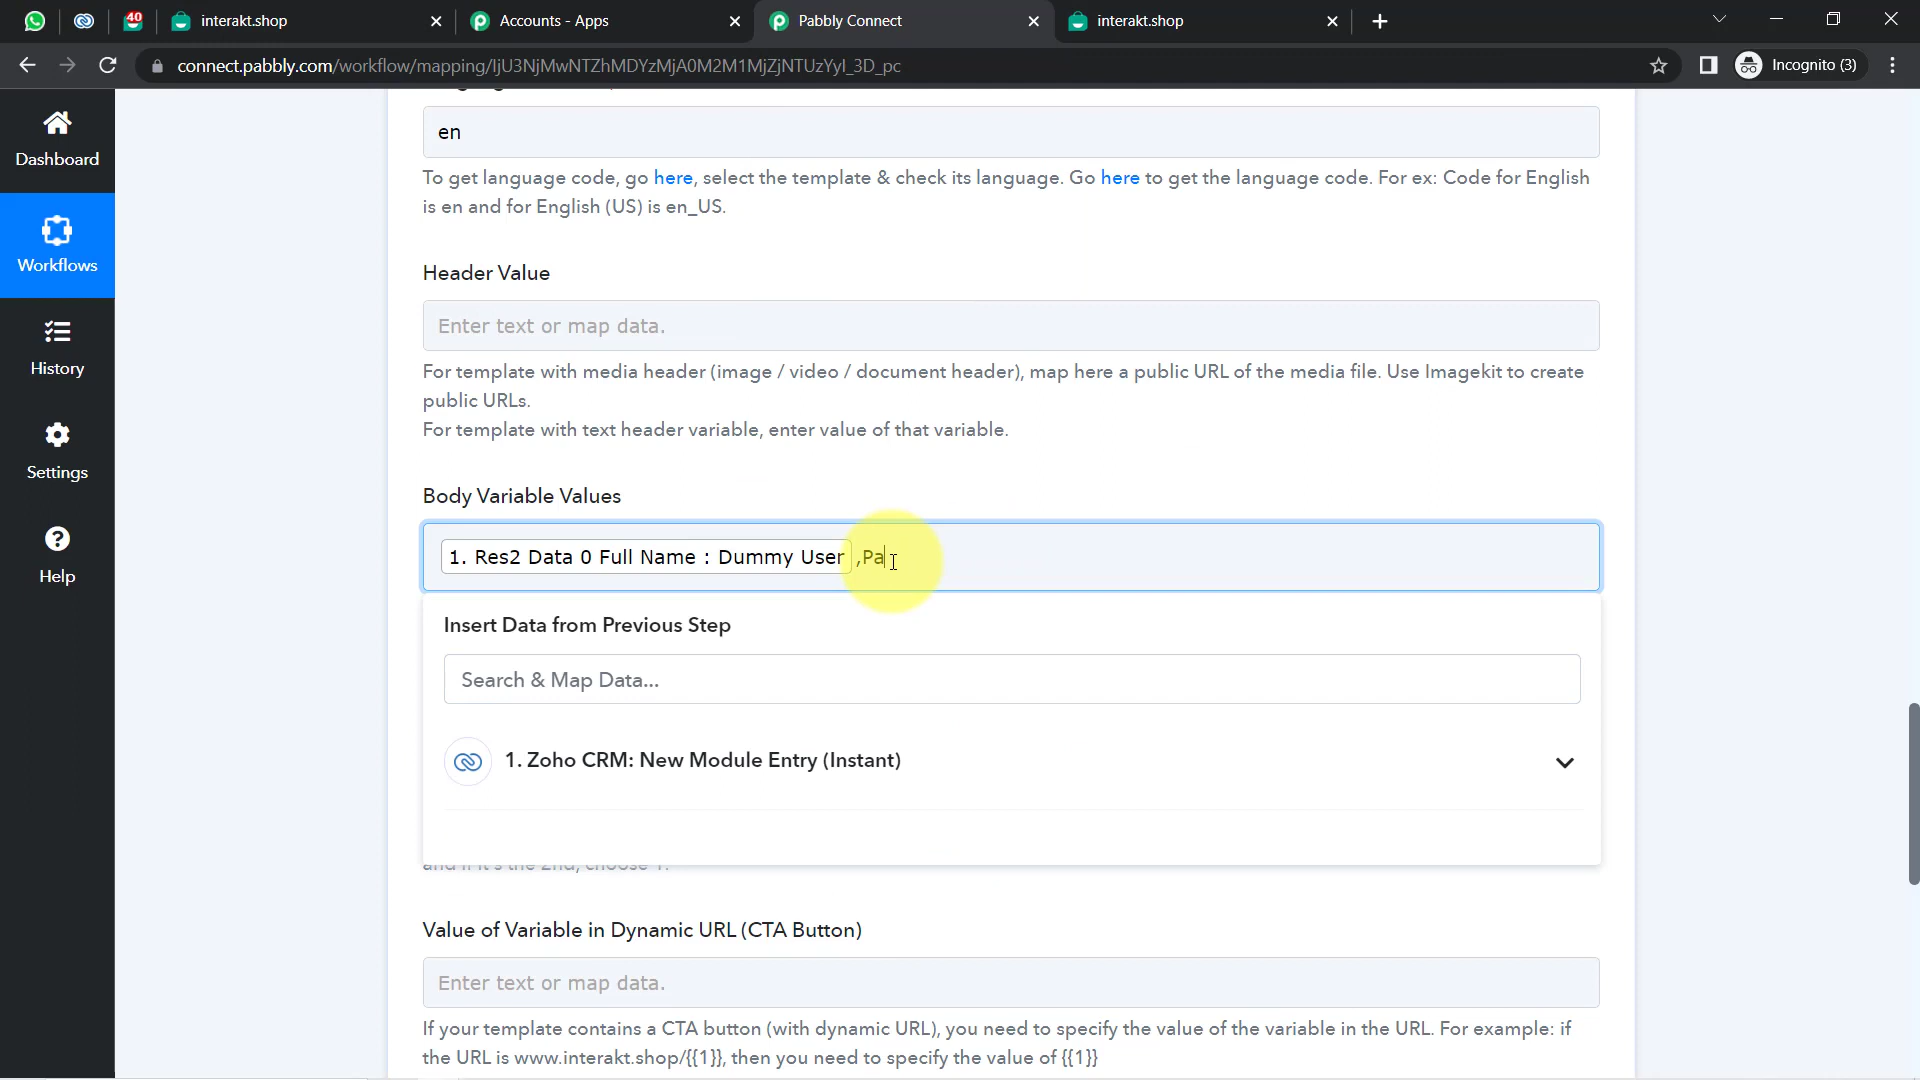 40
interakt.shop
Accounts - Apps
Pabbly Connect
interakt.shop
connect.pabbly.com/workflow/mapping/IjU3NjMwNTZhMDYzMjA0M2M1MjZjNTUzYyI_3D_pc
Incognito (3)
Dashboard
Workflows
History
Settings
Help
en
To get language code, go here, select the template & check its language. Go here to get the language code. For ex: Code for English
is en and for English (US) is en_US.
Header Value
Enter text or map data.
For template with media header (image / video / document header), map here a public URL of the media file. Use Imagekit to create
public URLs.
For template with text header variable, enter value of that variable.
Body Variable Values
1. Res2 Data 0 Full Name : Dummy User ,Pa
Insert Data from Previous Step
Search & Map Data...
1. Zoho CRM: New Module Entry (Instant)
and if it's the 2nd, choose 1.
Value of Variable in Dynamic URL (CTA Button)
Enter text or map data.
If your template contains a CTA button (with dynamic URL), you need to specify the value of the variable in the URL. For example: if
the URL is www.interakt.shop/{{1}}, then you need to specify the value of {{1}}